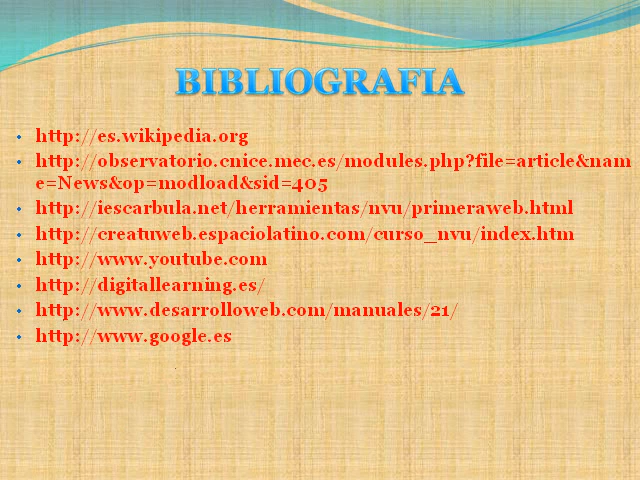 BIBLIOGRAFIA
• http://es.wikipedia.org
• http://observatorio.cnice.mec.es/modules.php?file=article&nam
e=News&op=modload&sid=405
• http://iescarbula.net/herramientas/nvu/primeraweb.html
• http://creatuweb.espaciolatino.com/curso_nvu/index.htm
• http://www.youtube.com
• http://digitallearning.es/
• http://www.desarrolloweb.com/manuales/21/
• http://www.google.es
.